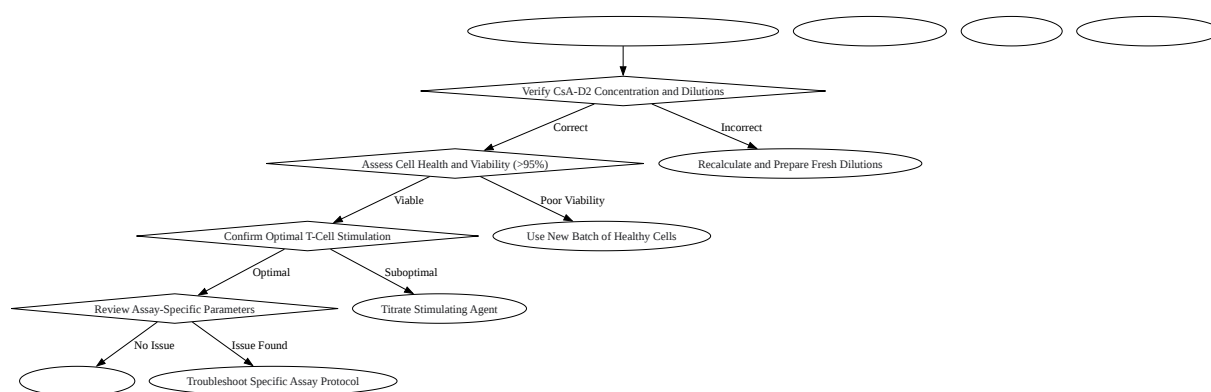 Verify CsA-D2 Concentration and Dilutions
Correct
Incorrect
Assess Cell Health and Viability (>95%)
Recalculate and Prepare Fresh Dilutions
Viable
Poor Viability
Confirm Optimal T-Cell Stimulation
Use New Batch of Healthy Cells
Optimal
Suboptimal
Review Assay-Specific Parameters
Titrate Stimulating Agent
No Issue
Issue Found
Troubleshoot Specific Assay Protocol